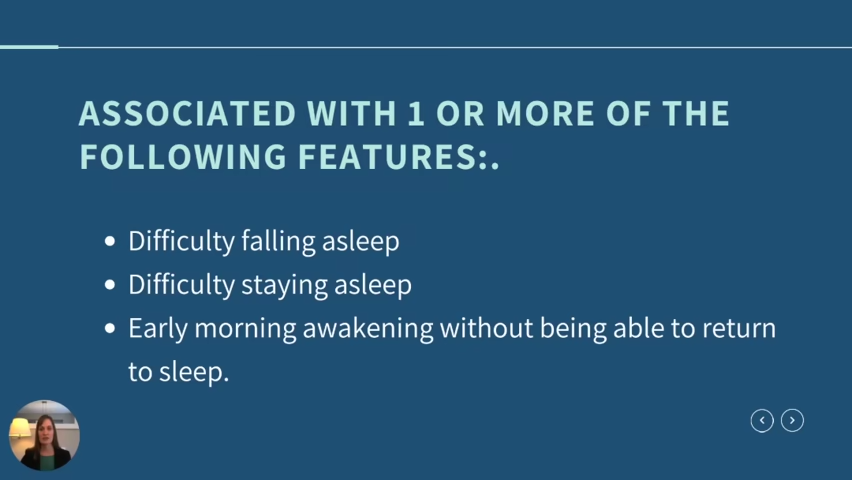 ASSOCIATED WITH 1 OR MORE OF THE
FOLLOWING FEATURES:.
• Difficulty falling asleep
• Difficulty staying asleep
• Early morning awakening without being able to return
to sleep.